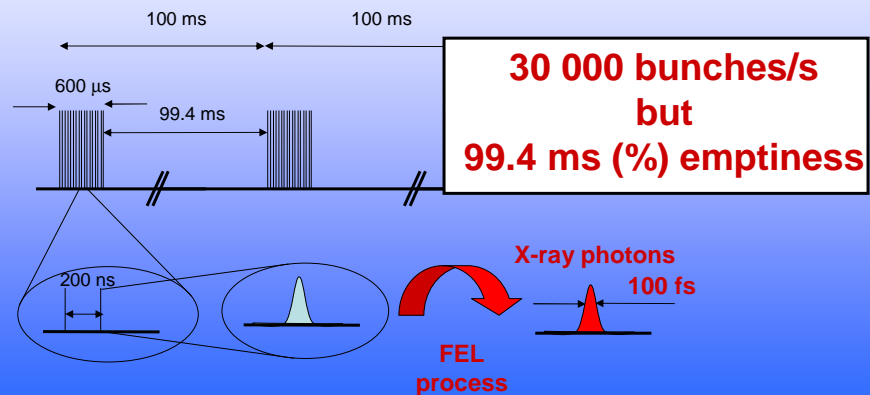 100 ms
100 ms
30 000 bunches/s
but
99.4 ms (%) emptiness
600 μs
99.4 ms
200 ns
X-ray photons
100 fs
FEL
process